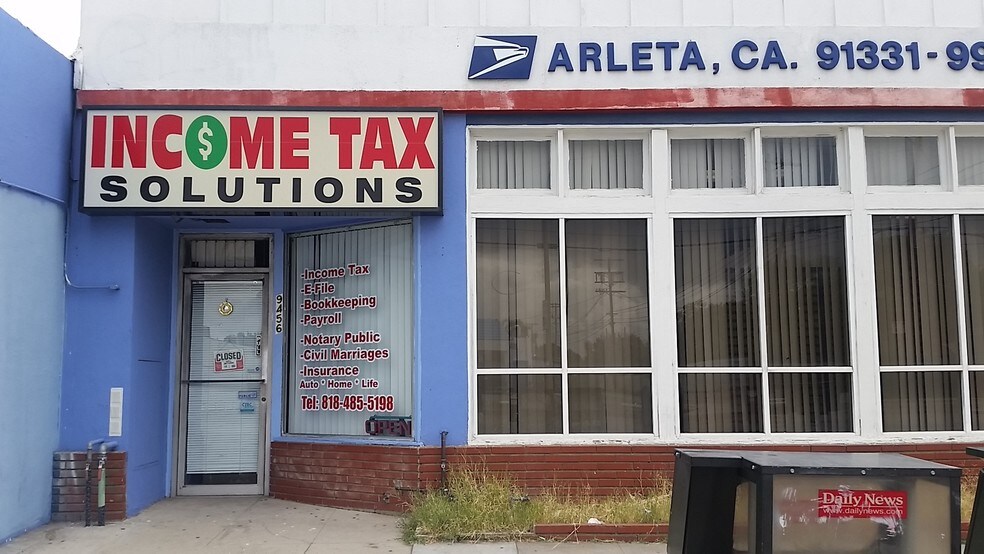 ARLETA, CA. 91331-99
INCOME TAX
SOLUTIONS
-Income Tax
-E-File
-Bookkeeping
-Payroll
-Notary Public
-Civil Marriages
-Insurance
Auto * Home * Life
Tel: 818-485-5198
9456
CLOSED
OPEN
Daily News
www.dailynews.com